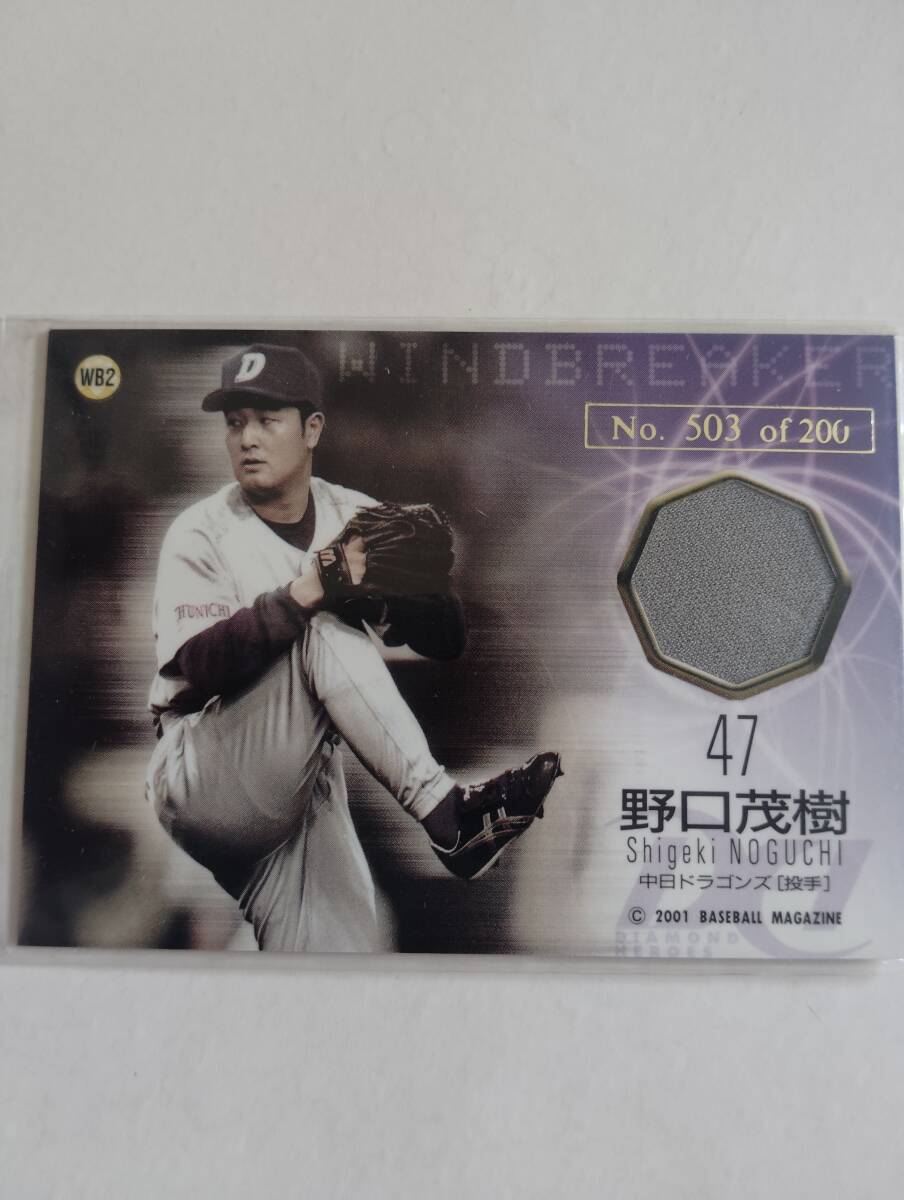 WB2
WINDBREAKER
D
No. 503 of 200
HUNICHI
47
野口茂樹
Shigeki NOGUCHI
中日ドラゴンズ［投手］
© 2001 BASEBALL MAGAZINE
DIAMOND
HEROES